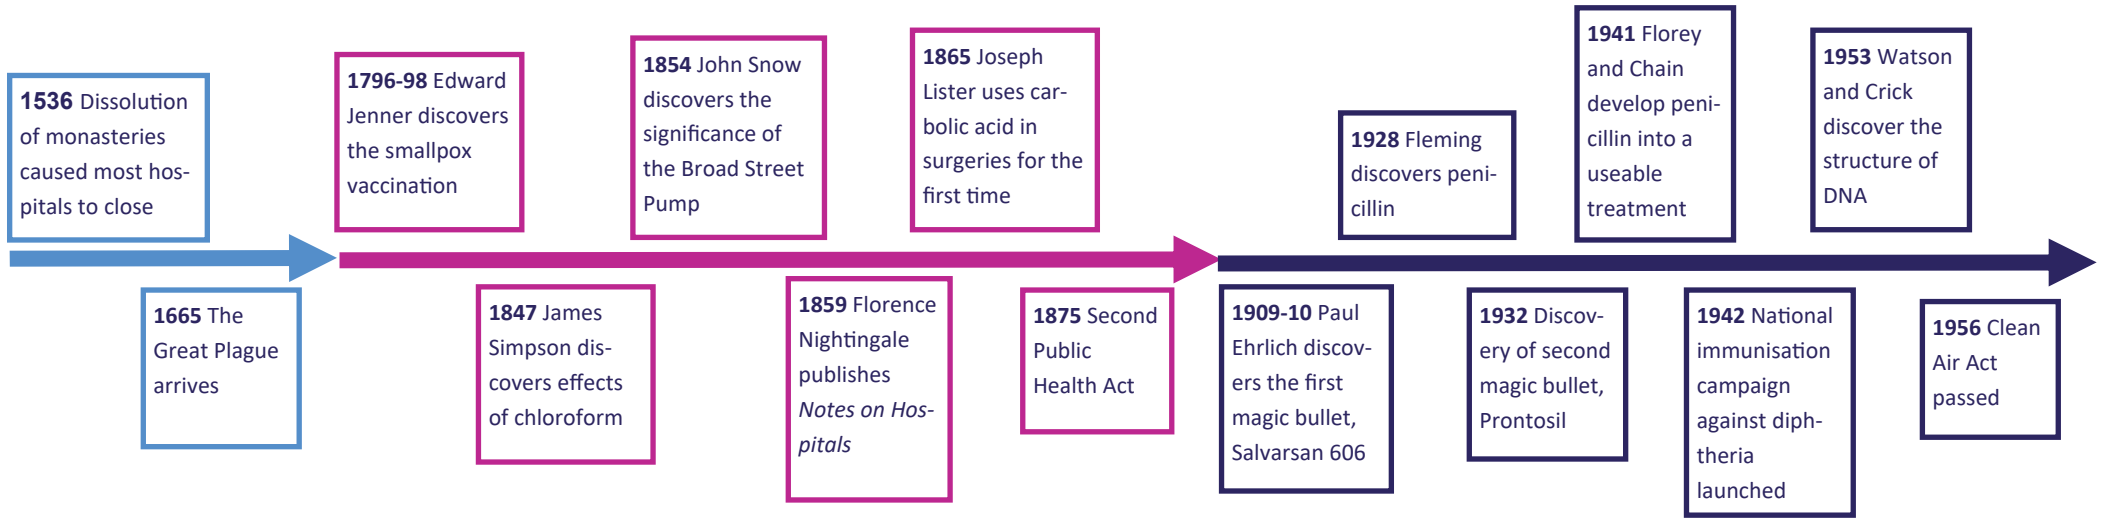 1536 Dissolution
of monasteries
caused most hos-
pitals to close
1665 The
Great Plague
arrives
1796-98 Edward
Jenner discovers
the smallpox
vaccination
1847 James
Simpson dis-
covers effects
of chloroform
1854 John Snow
discovers the
significance of
the Broad Street
Pump
1859 Florence
Nightingale
publishes
Notes on Hos-
pitals
1865 Joseph
Lister uses car-
bolic acid in
surgeries for the
first time
1875 Second
Public
Health Act
1909-10 Paul
Ehrlich discov-
ers the first
magic bullet,
Salvarsan 606
1928 Fleming
discovers peni-
cillin
1932 Discov-
ery of second
magic bullet,
Prontosil
1941 Florey
and Chain
develop peni-
cillin into a
useable
treatment
1942 National
immunisation
campaign
against diph-
theria
launched
1953 Watson
and Crick
discover the
structure of
DNA
1956 Clean
Air Act
passed